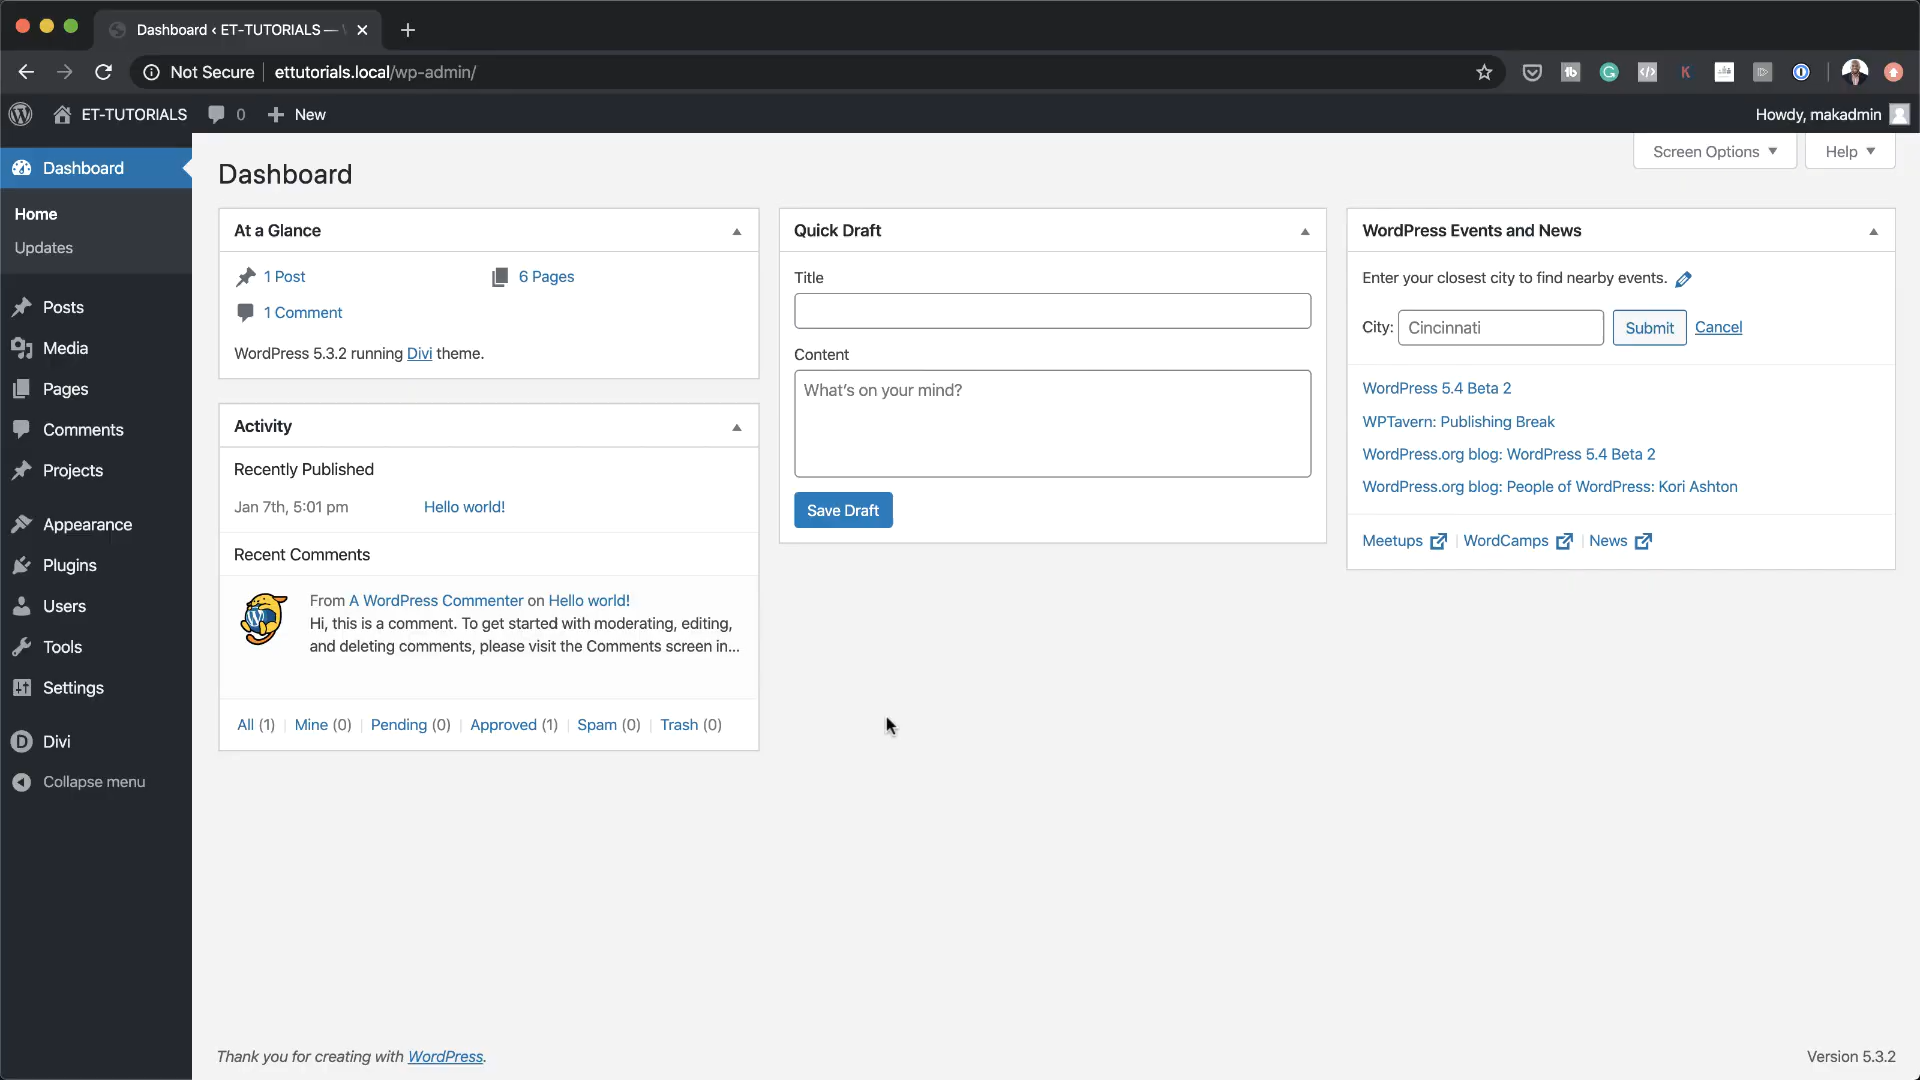 Dashboard ‹ ET-TUTORIALS —
Not Secure
ettutorials.local/wp-admin/
ET-TUTORIALS
0
New
Howdy, makadmin
Dashboard
Home
Updates
Posts
Media
Pages
Comments
Projects
Appearance
Plugins
Users
Tools
Settings
Divi
Collapse menu
Dashboard
Screen Options
Help
At a Glance
1 Post
6 Pages
1 Comment
WordPress 5.3.2 running Divi theme.
Activity
Recently Published
Jan 7th, 5:01 pm
Hello world!
Recent Comments
From A WordPress Commenter on Hello world!
Hi, this is a comment. To get started with moderating, editing,
and deleting comments, please visit the Comments screen in...
All (1) | Mine (0) | Pending (0) | Approved (1) | Spam (0) | Trash (0)
Quick Draft
Title
Content
What's on your mind?
Save Draft
WordPress Events and News
Enter your closest city to find nearby events.
City: Cincinnati Submit Cancel
WordPress 5.4 Beta 2
WPTavern: Publishing Break
WordPress.org blog: WordPress 5.4 Beta 2
WordPress.org blog: People of WordPress: Kori Ashton
Meetups | WordCamps | News
Thank you for creating with WordPress.
Version 5.3.2